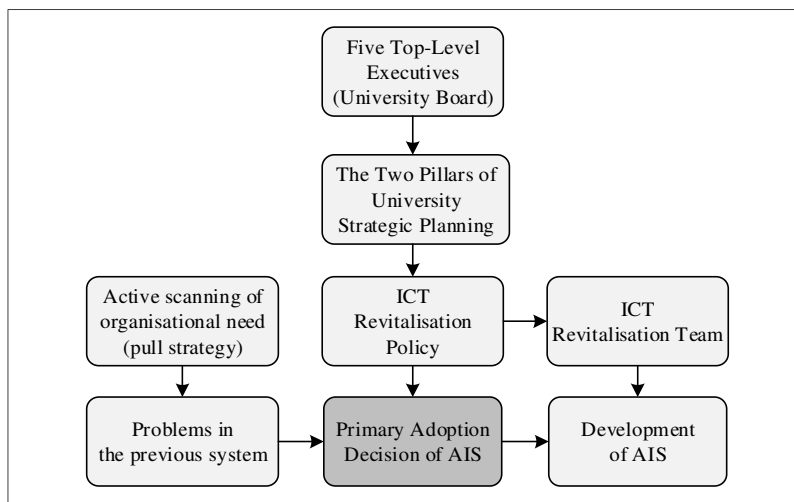 Five Top-Level
Executives
(University Board)
The Two Pillars of
University
Strategic Planning
Active scanning of
organisational need
(pull strategy)
ICT
Revitalisation
Policy
ICT
Revitalisation Team
Problems in
the previous system
Primary Adoption
Decision of AIS
Development
of AIS